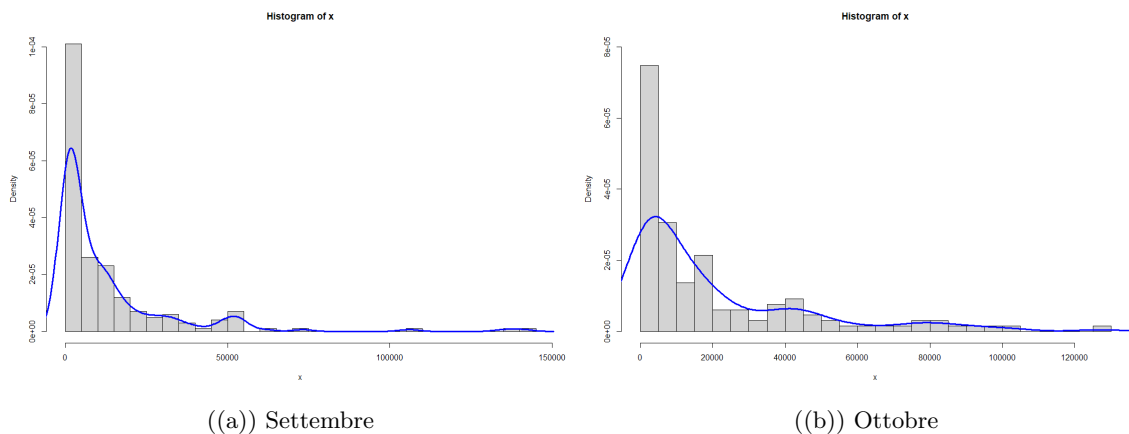 Histogram of x
Density
0e+00 2e-05 4e-05 6e-05 8e-05 1e-04
0 50000 100000 150000
x
((a)) Settembre
Histogram of x
Density
0e+00 2e-05 4e-05 6e-05 8e-05
0 20000 40000 60000 80000 100000 120000
x
((b)) Ottobre